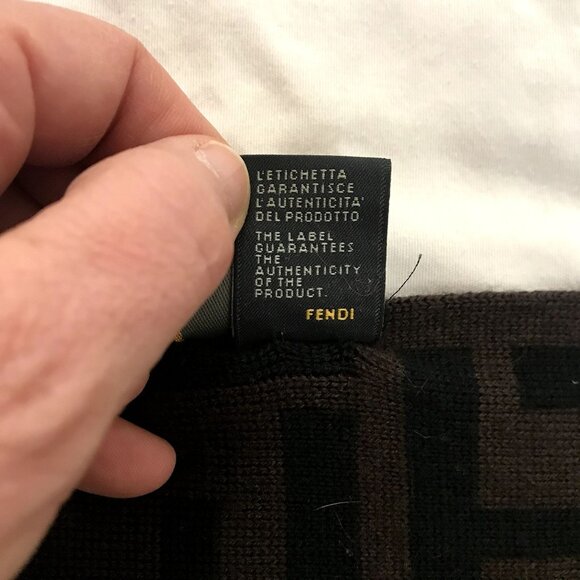 L'ETICHETTA
GARANTISCE
L'AUTENTICITA'
DEL PRODOTTO
THE LABEL
GUARANTEES
THE
AUTHENTICITY
OF THE
PRODUCT.
FENDI